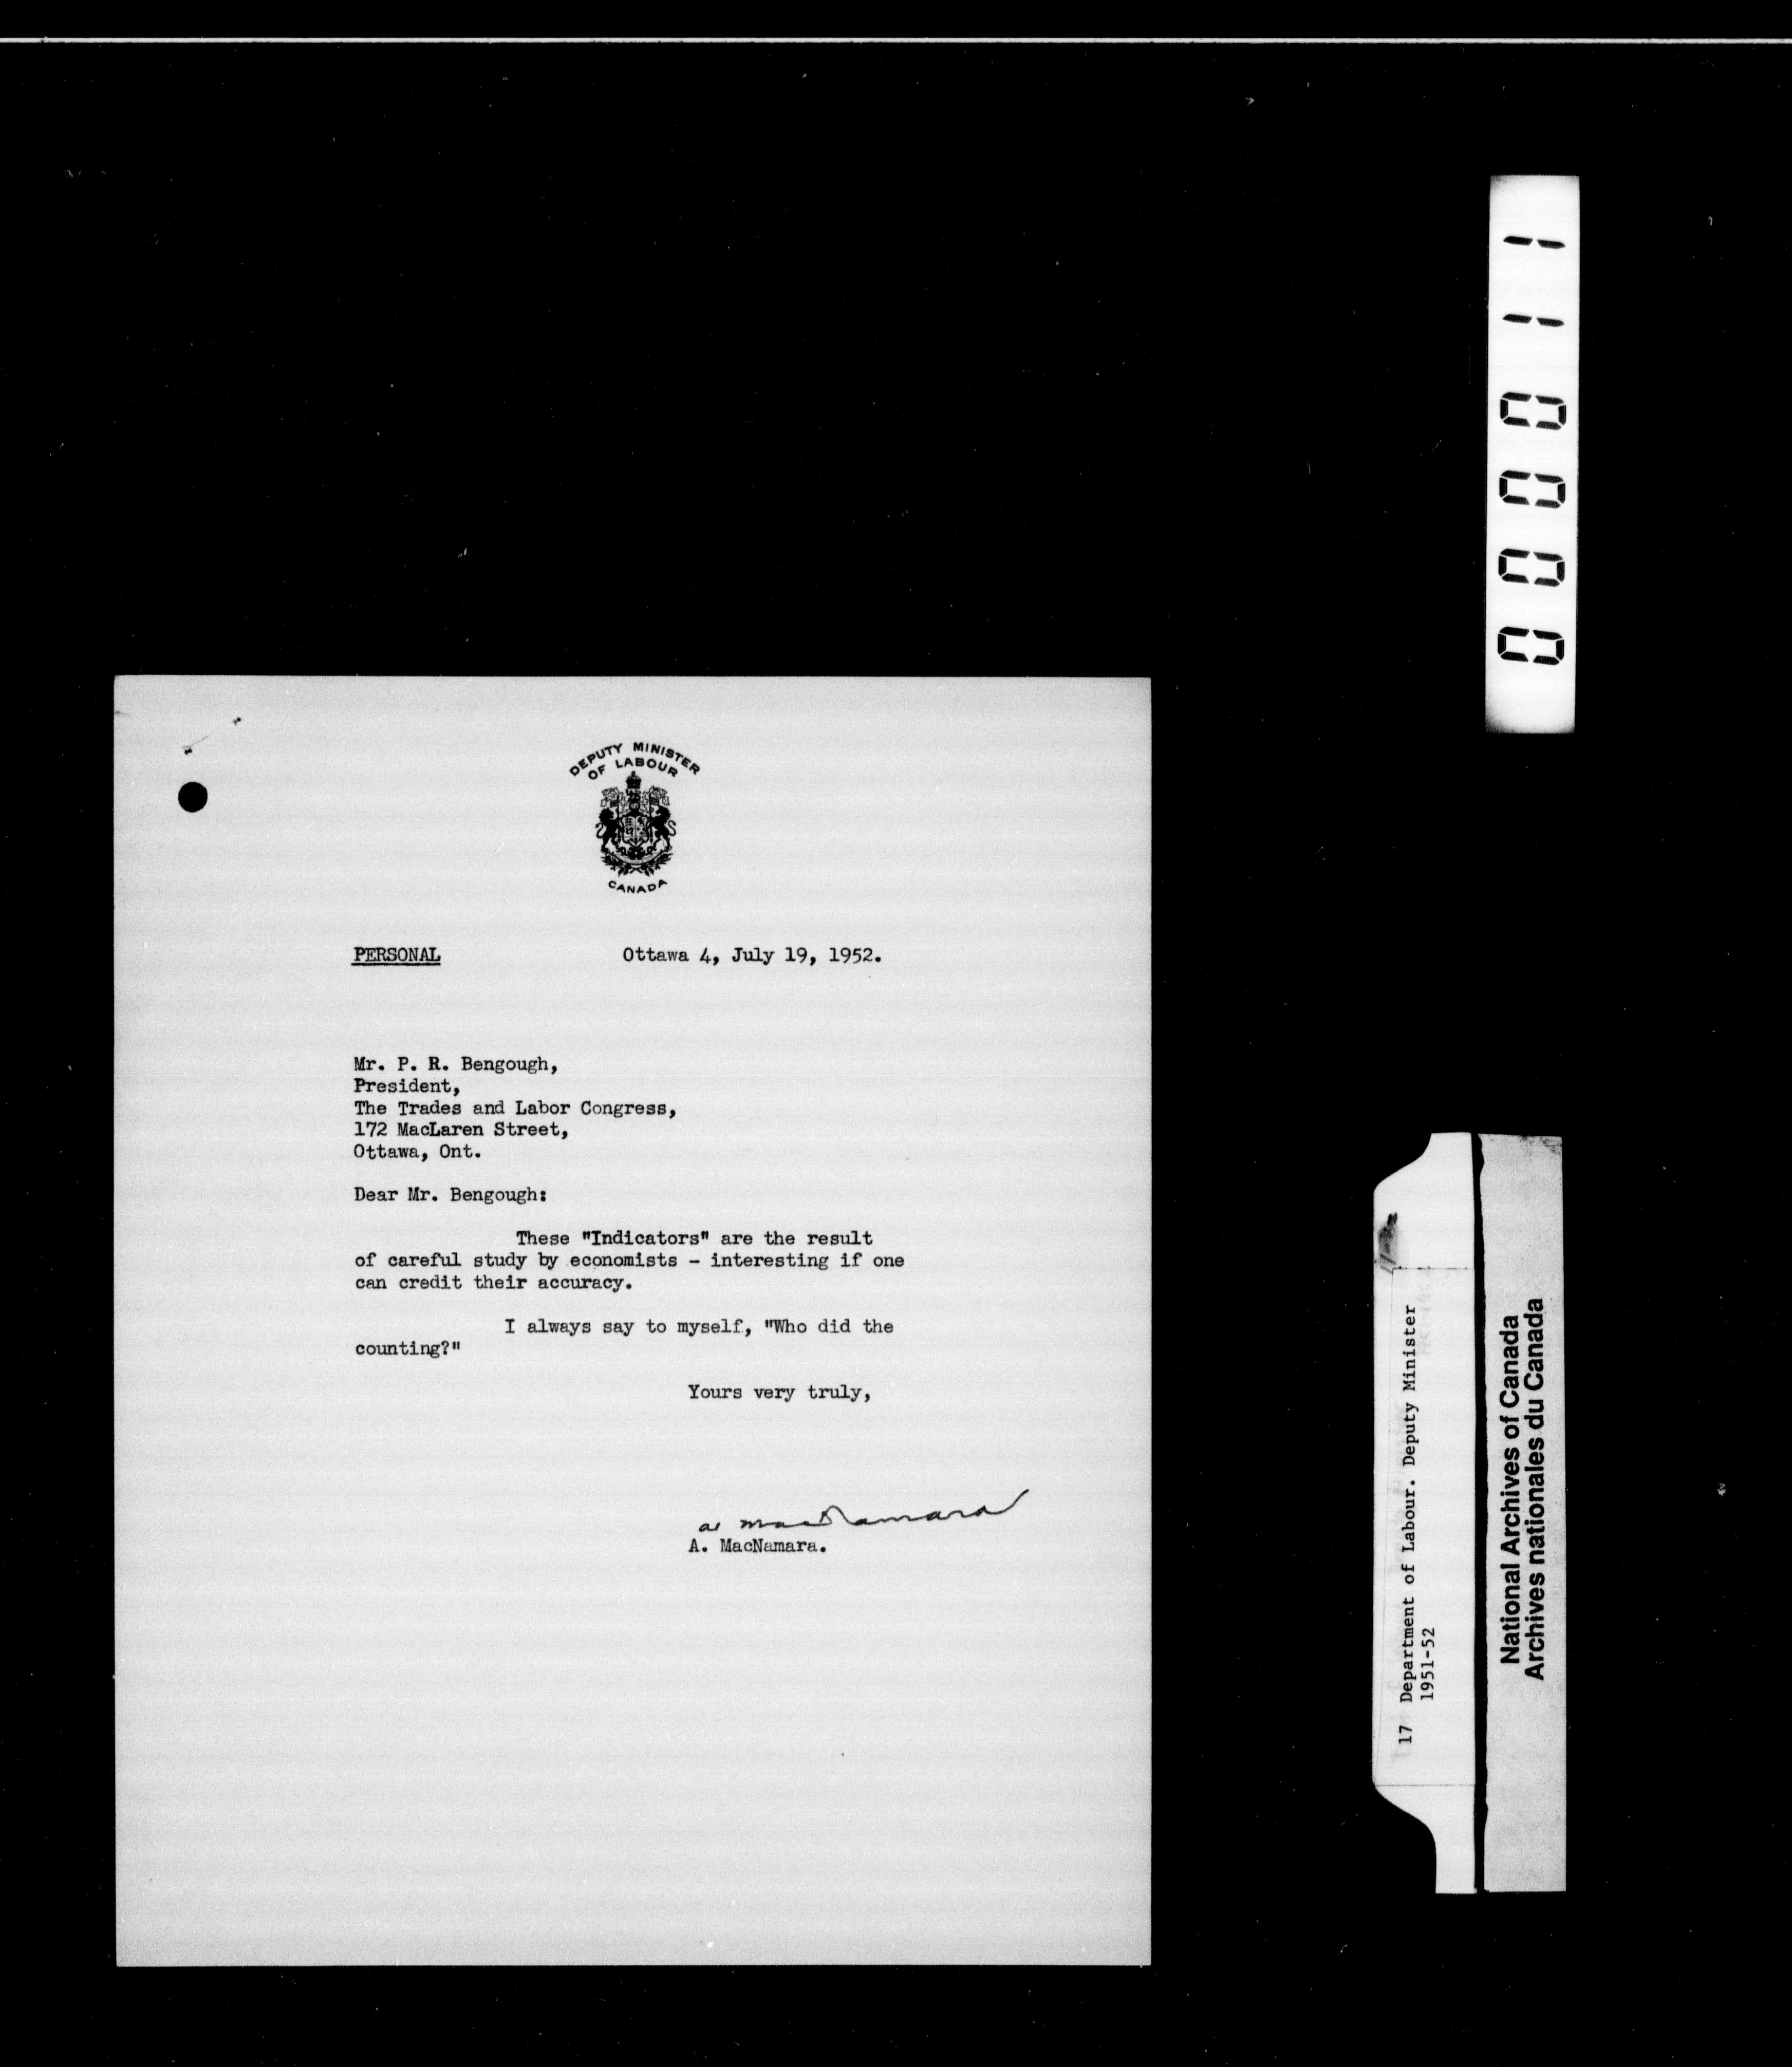 DEPUTY MINISTER
OF LABOUR
CANADA
PERSONAL Ottawa 4, July 19, 1952.
Mr. P. R. Bengough,
President,
The Trades and Labor Congress,
172 MacLaren Street,
Ottawa, Ont.
Dear Mr. Bengough:
These "Indicators" are the result
of careful study by economists - interesting if one
can credit their accuracy.
I always say to myself, "Who did the
counting?"
Yours very truly,
a MacNamara
A. MacNamara.
000011
17 Department of Labour. Deputy Minister
1951-52
National Archives of Canada
Archives nationales du Canada